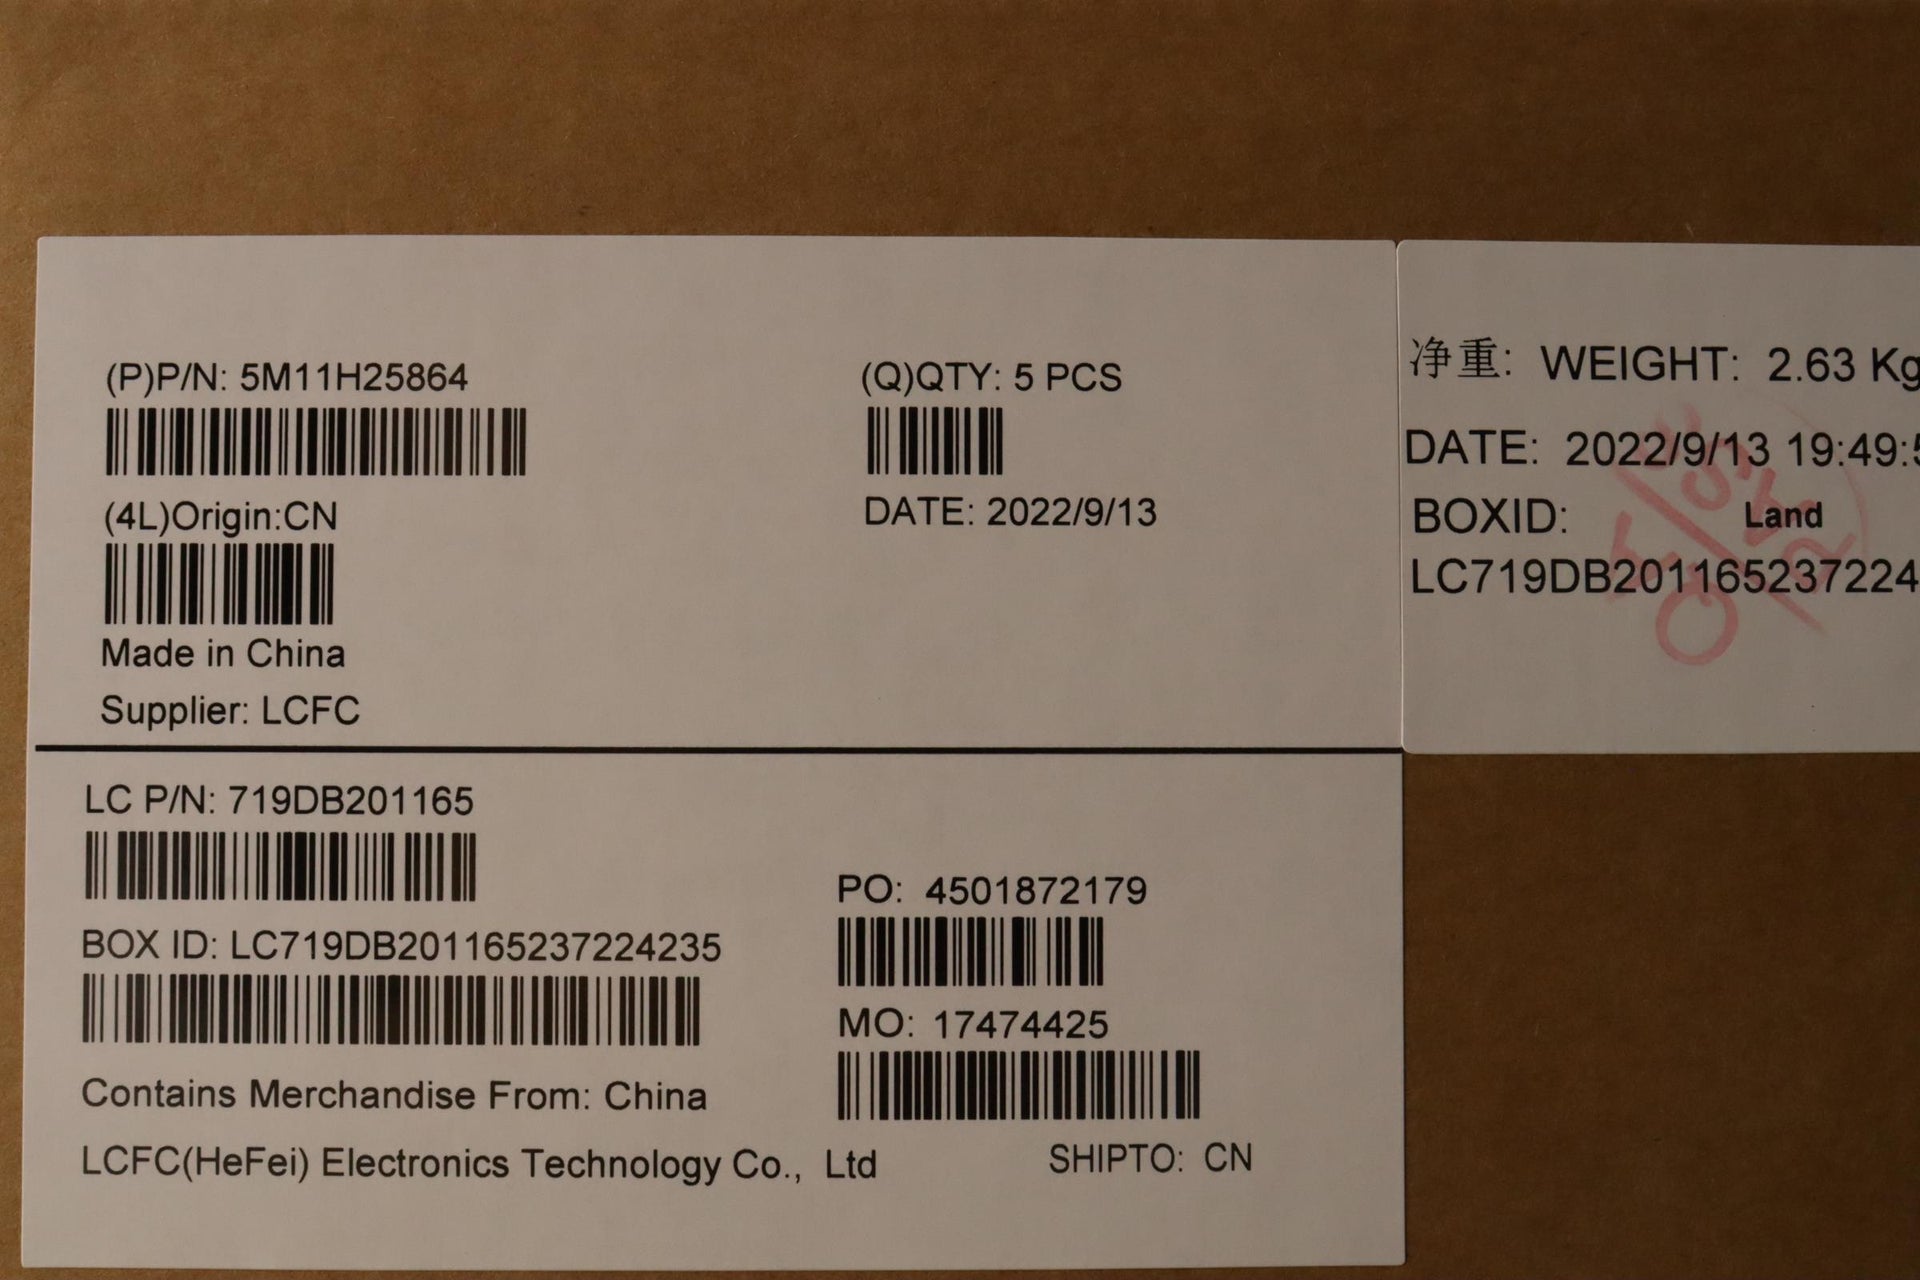 (P)P/N: 5M11H25864
(Q)QTY: 5 PCS
(4L)Origin:CN
DATE: 2022/9/13
Made in China
Supplier: LCFC
LC P/N: 719DB201165
PO: 4501872179
BOX ID: LC719DB201165237224235
MO: 17474425
Contains Merchandise From: China
LCFC(HeFei) Electronics Technology Co., Ltd
SHIPTO: CN
净重: WEIGHT: 2.63 Kg
DATE: 2022/9/13 19:49:5
BOXID: Land
LC719DB201165237224